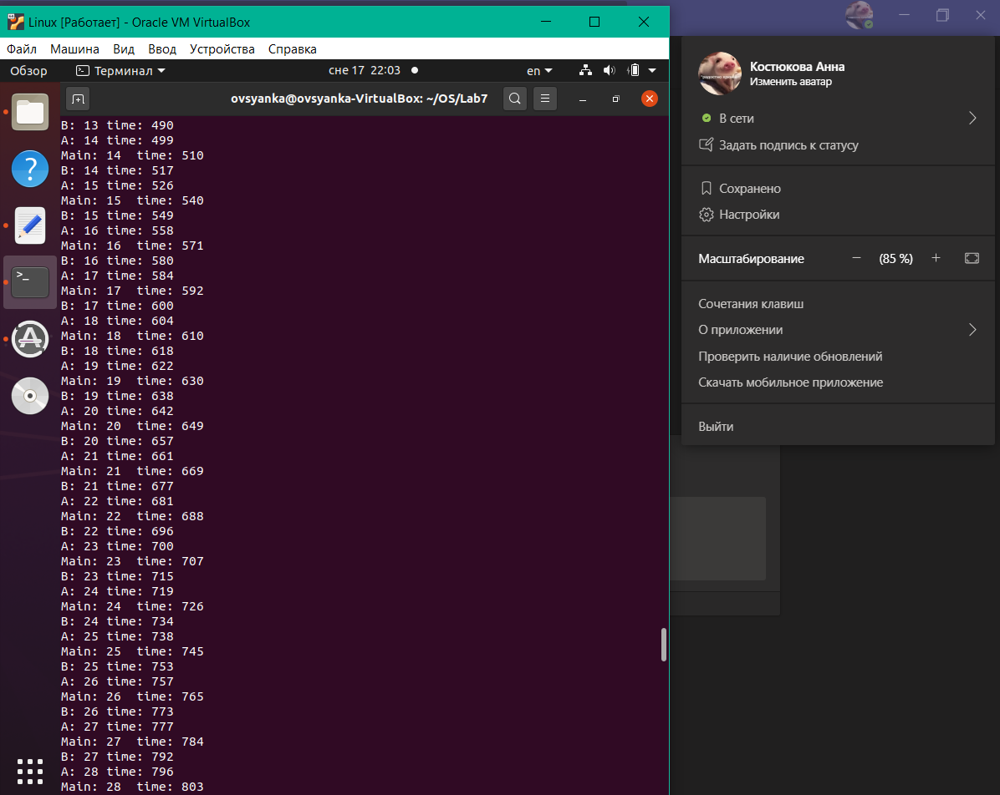 Linux [Работает] - Oracle VM VirtualBox
Файл Машина Вид Ввод Устройства Справка
Обзор Терминал сне 17 22:03 en
ovsyanka@ovsyanka-VirtualBox: ~/OS/Lab7
B: 13 time: 490
A: 14 time: 499
Main: 14  time: 510
B: 14 time: 517
A: 15 time: 526
Main: 15  time: 540
B: 15 time: 549
A: 16 time: 558
Main: 16  time: 571
B: 16 time: 580
A: 17 time: 584
Main: 17  time: 592
B: 17 time: 600
A: 18 time: 604
Main: 18  time: 610
B: 18 time: 618
A: 19 time: 622
Main: 19  time: 630
B: 19 time: 638
A: 20 time: 642
Main: 20  time: 649
B: 20 time: 657
A: 21 time: 661
Main: 21  time: 669
B: 21 time: 677
A: 22 time: 681
Main: 22  time: 688
B: 22 time: 696
A: 23 time: 700
Main: 23  time: 707
B: 23 time: 715
A: 24 time: 719
Main: 24  time: 726
B: 24 time: 734
A: 25 time: 738
Main: 25  time: 745
B: 25 time: 753
A: 26 time: 757
Main: 26  time: 765
B: 26 time: 773
A: 27 time: 777
Main: 27  time: 784
B: 27 time: 792
A: 28 time: 796
Main: 28  time: 803
Костюкова Анна
Изменить аватар
В сети
Задать подпись к статусу
Сохранено
Настройки
Масштабирование — (85 %) +
Сочетания клавиш
О приложении
Проверить наличие обновлений
Скачать мобильное приложение
Выйти